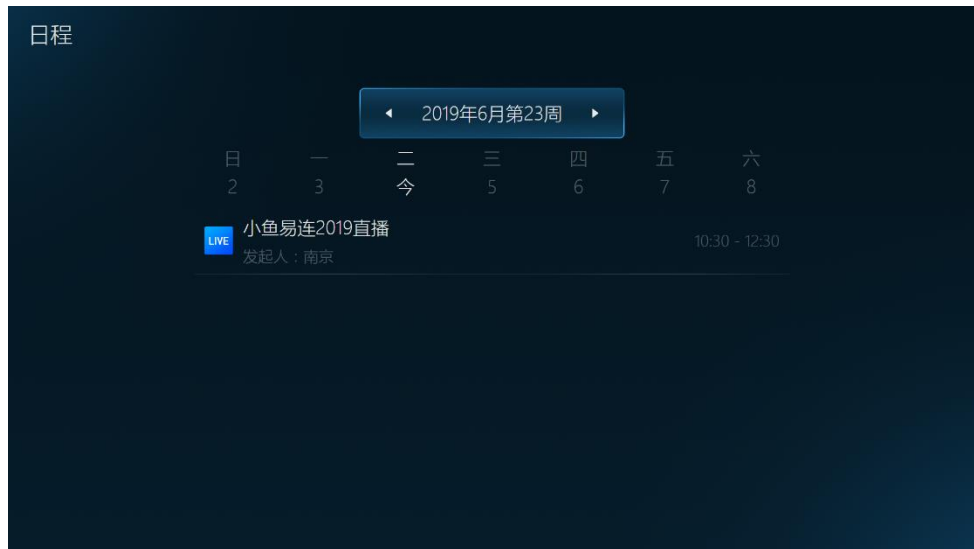 日程
2019年6月第23周
日 一 二 三 四 五 六
2 3 今 5 6 7 8
LIVE 小鱼易连2019直播
发起人：南京
10:30 - 12:30